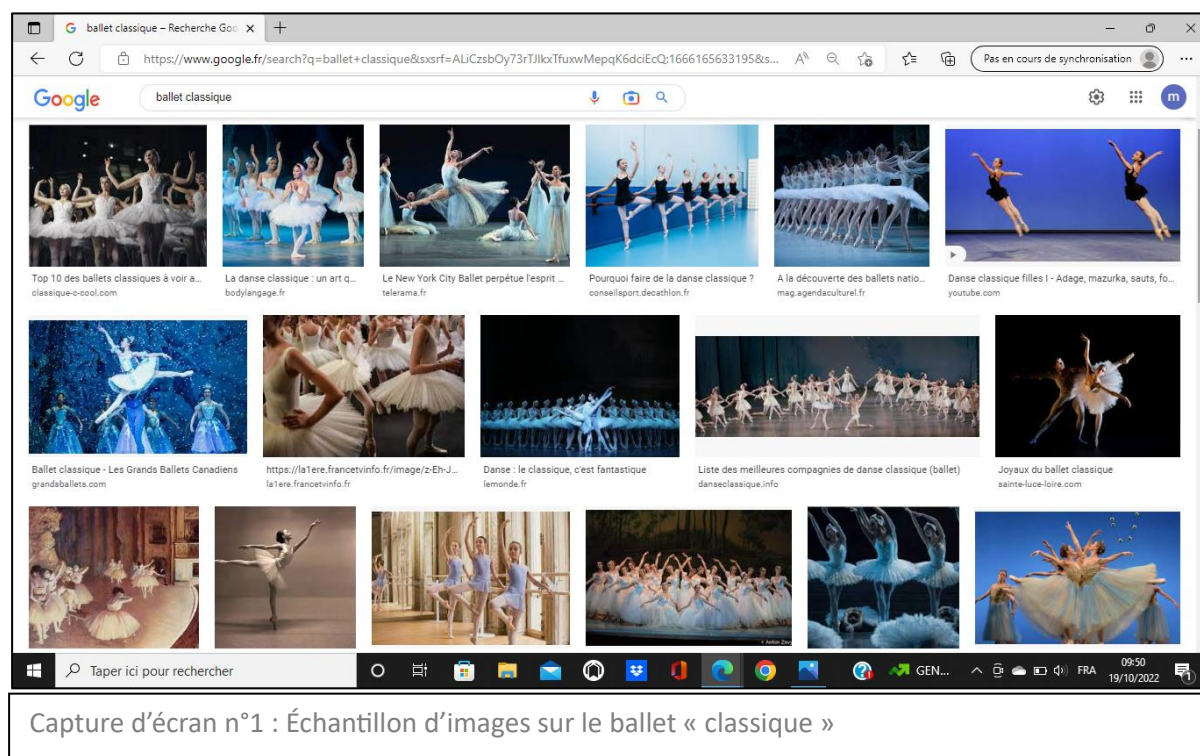 ballet classique – Recherche Goo
https://www.google.fr/search?q=ballet+classique&sxsrf=ALiCzsbOy73rTJlkxTfuxwMepqK6dciEcQ:1666165633195&s...
Pas en cours de synchronisation
Google
ballet classique
m
Top 10 des ballets classiques à voir a...
classique-c-cool.com
La danse classique : un art q...
bodylangage.fr
Le New York City Ballet perpétue l'esprit ...
telerama.fr
Pourquoi faire de la danse classique ?
conseilsport.decathlon.fr
A la découverte des ballets natio...
mag.agendaculturel.fr
Danse classique filles I - Adage, mazurka, sauts, fo...
youtube.com
Ballet classique - Les Grands Ballets Canadiens
grandsballets.com
https://la1ere.francetvinfo.fr/image/z-Eh-J...
la1ere.francetvinfo.fr
Danse : le classique, c'est fantastique
lemonde.fr
Liste des meilleures compagnies de danse classique (ballet)
danseclassique.info
Joyaux du ballet classique
sainte-luce-loire.com
Taper ici pour rechercher
GEN...
FRA
09:50
19/10/2022
Capture d'écran n°1 : Échantillon d'images sur le ballet « classique »